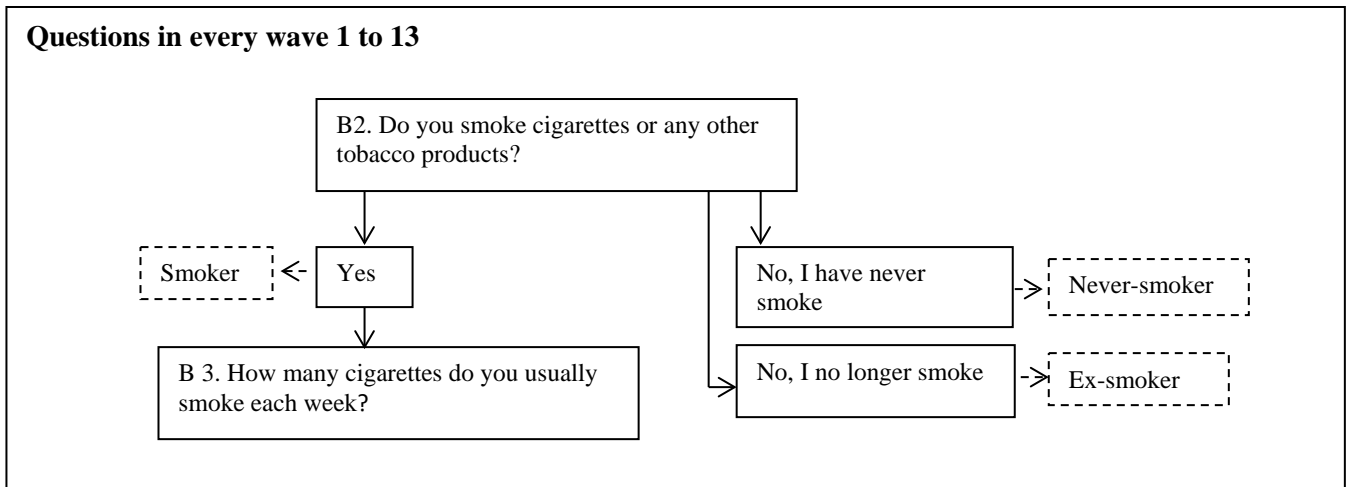 Questions in every wave 1 to 13
B2. Do you smoke cigarettes or any other
tobacco products?
Smoker
Yes
No, I have never
smoke
Never-smoker
B 3. How many cigarettes do you usually
smoke each week?
No, I no longer smoke
Ex-smoker